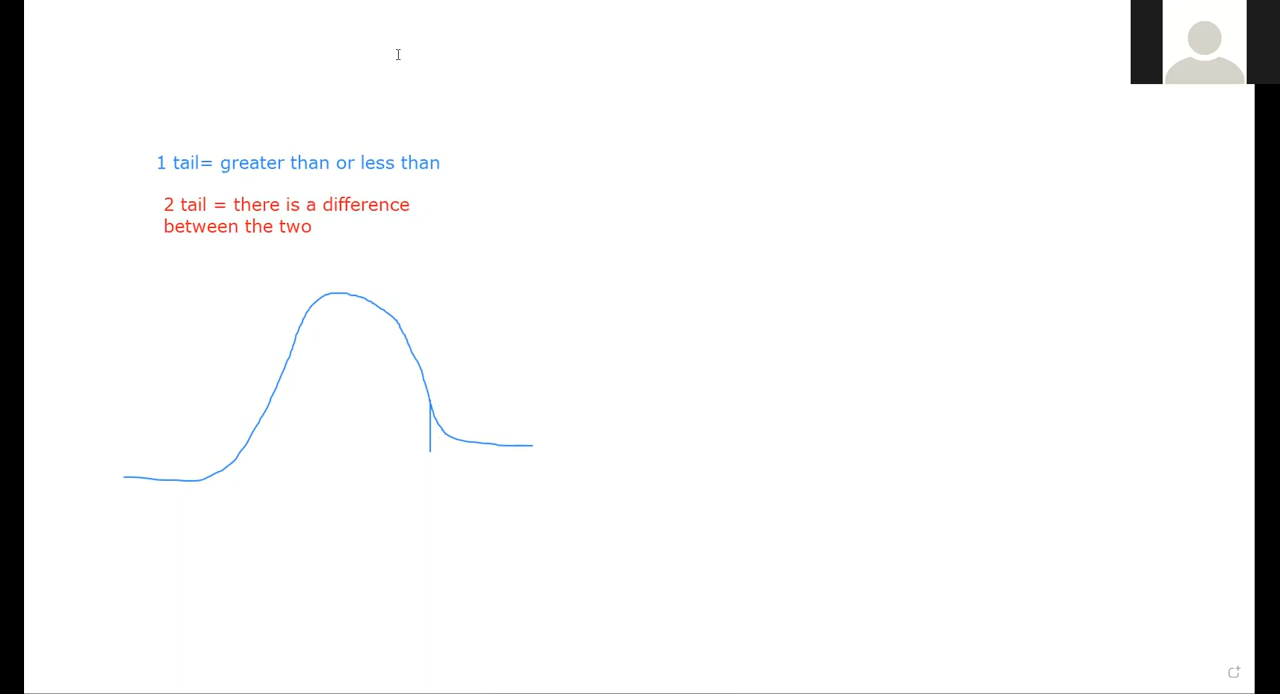 1 tail= greater than or less than
2 tail = there is a difference
between the two